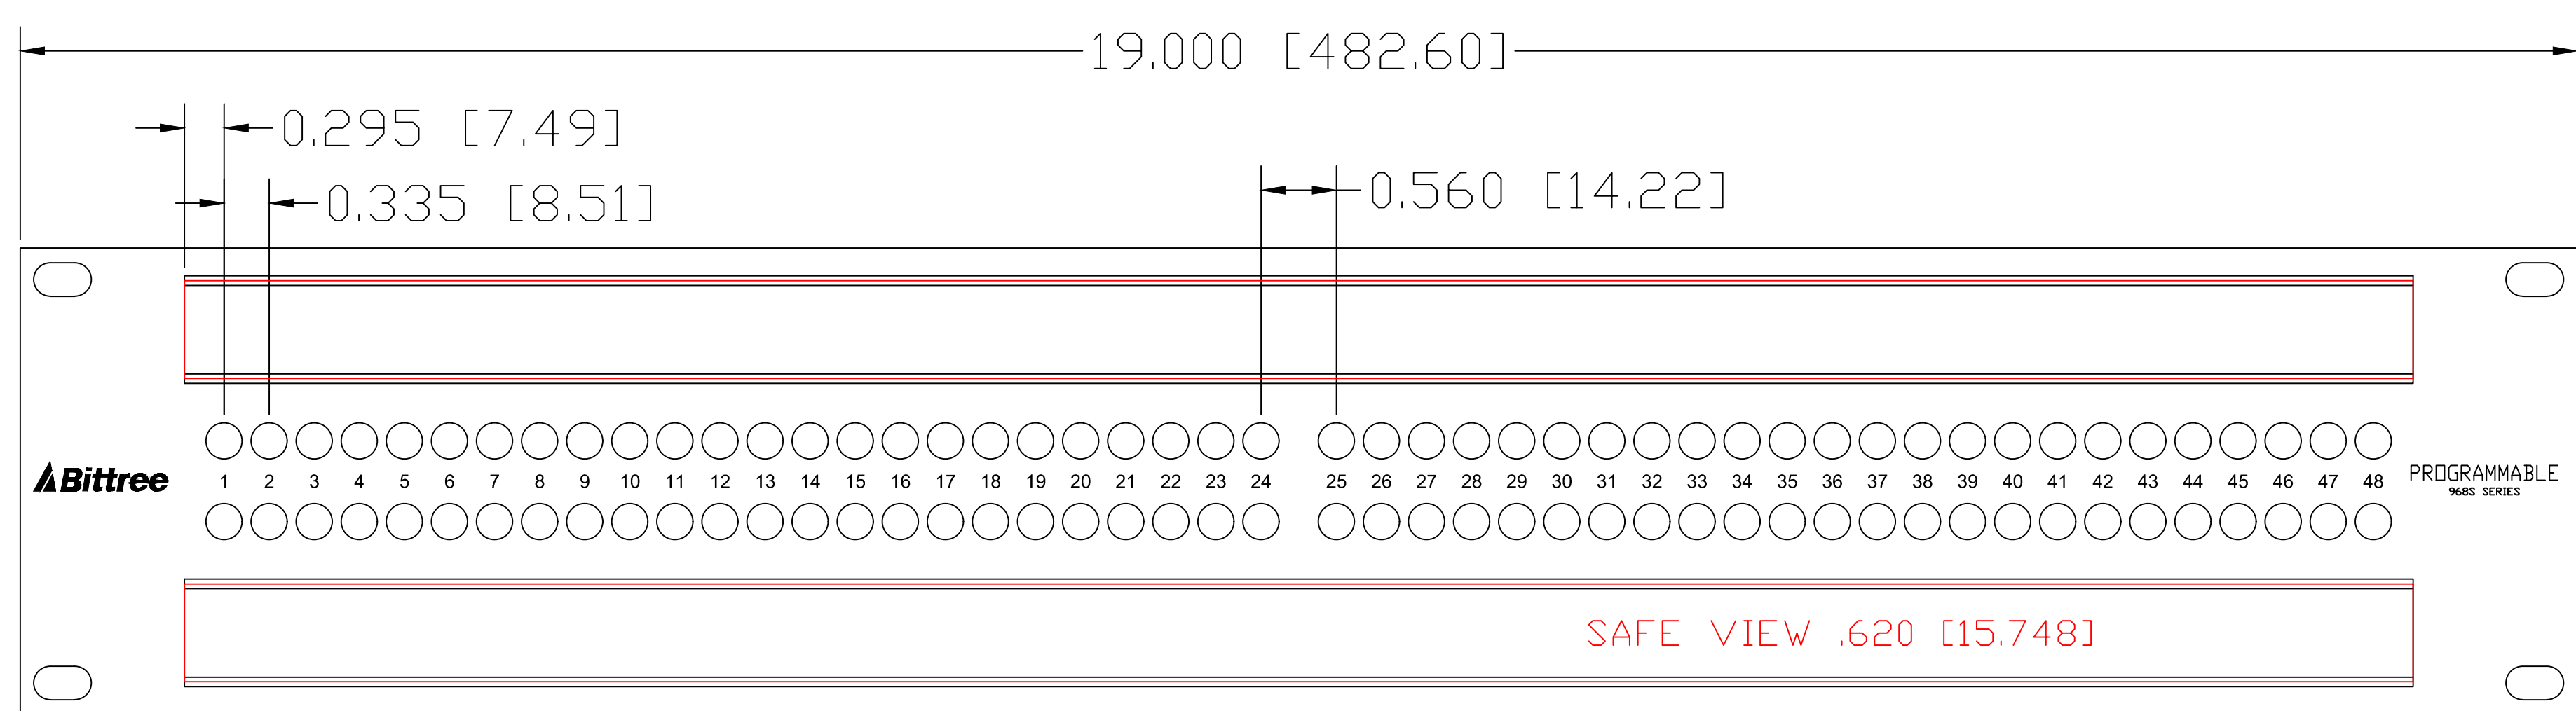 19.000 [482.60]
0.295 [7.49]
0.335 [8.51]
0.560 [14.22]
Bittree
1 2 3 4 5 6 7 8 9 10 11 12 13 14 15 16 17 18 19 20 21 22 23 24 25 26 27 28 29 30 31 32 33 34 35 36 37 38 39 40 41 42 43 44 45 46 47 48
PROGRAMMABLE
968S SERIES
SAFE VIEW .620 [15.748]